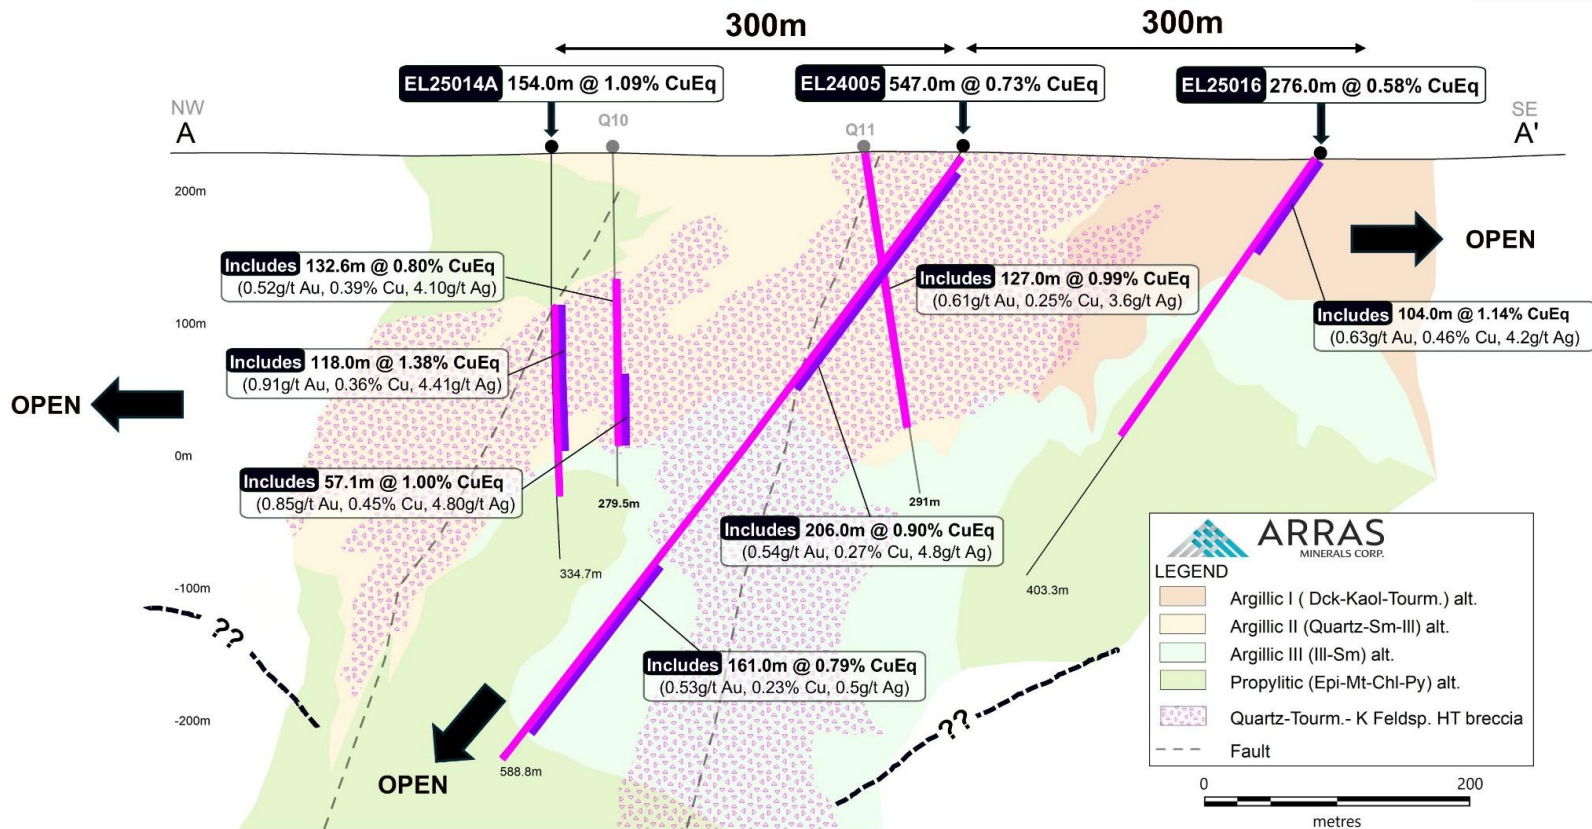 300m
300m
EL25014A 154.0m @ 1.09% CuEq
EL24005 547.0m @ 0.73% CuEq
EL25016 276.0m @ 0.58% CuEq
NW
A
Q10
Q11
SE
A'
200m
100m
0m
-100m
-200m
Includes 132.6m @ 0.80% CuEq
(0.52g/t Au, 0.39% Cu, 4.10g/t Ag)
Includes 127.0m @ 0.99% CuEq
(0.61g/t Au, 0.25% Cu, 3.6g/t Ag)
OPEN
Includes 104.0m @ 1.14% CuEq
(0.63g/t Au, 0.46% Cu, 4.2g/t Ag)
Includes 118.0m @ 1.38% CuEq
(0.91g/t Au, 0.36% Cu, 4.41g/t Ag)
OPEN
Includes 57.1m @ 1.00% CuEq
(0.85g/t Au, 0.45% Cu, 4.80g/t Ag)
279.5m
291m
Includes 206.0m @ 0.90% CuEq
(0.54g/t Au, 0.27% Cu, 4.8g/t Ag)
334.7m
403.3m
??
Includes 161.0m @ 0.79% CuEq
(0.53g/t Au, 0.23% Cu, 0.5g/t Ag)
??
588.8m
OPEN
ARRAS
MINERALS CORP.
LEGEND
Argillic I ( Dck-Kaol-Tourm.) alt.
Argillic II (Quartz-Sm-Ill) alt.
Argillic III (Ill-Sm) alt.
Propylitic (Epi-Mt-Chl-Py) alt.
Quartz-Tourm.- K Feldsp. HT breccia
Fault
0 200
metres